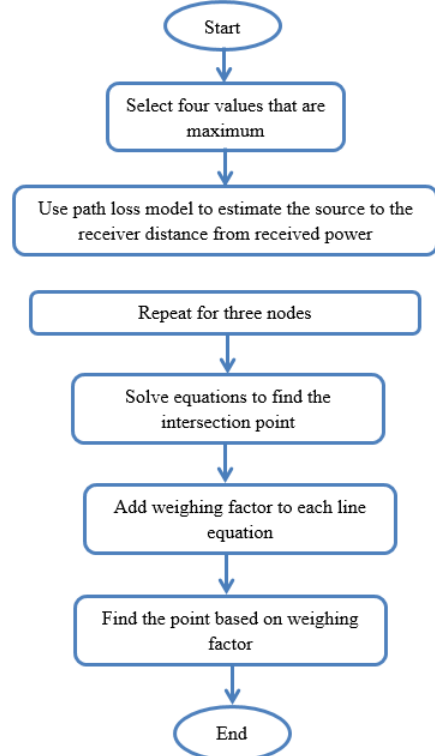 Start
Select four values that are
maximum
Use path loss model to estimate the source to the
receiver distance from received power
Repeat for three nodes
Solve equations to find the
intersection point
Add weighing factor to each line
equation
Find the point based on weighing
factor
End